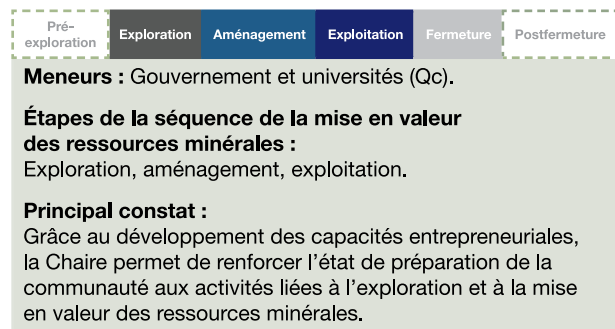 Pré-
exploration
Exploration
Aménagement
Exploitation
Fermeture
Postfermeture
Meneurs : Gouvernement et universités (Qc).
Étapes de la séquence de la mise en valeur
des ressources minérales :
Exploration, aménagement, exploitation.
Principal constat :
Grâce au développement des capacités entrepreneuriales,
la Chaire permet de renforcer l’état de préparation de la
communauté aux activités liées à l’exploration et à la mise
en valeur des ressources minérales.